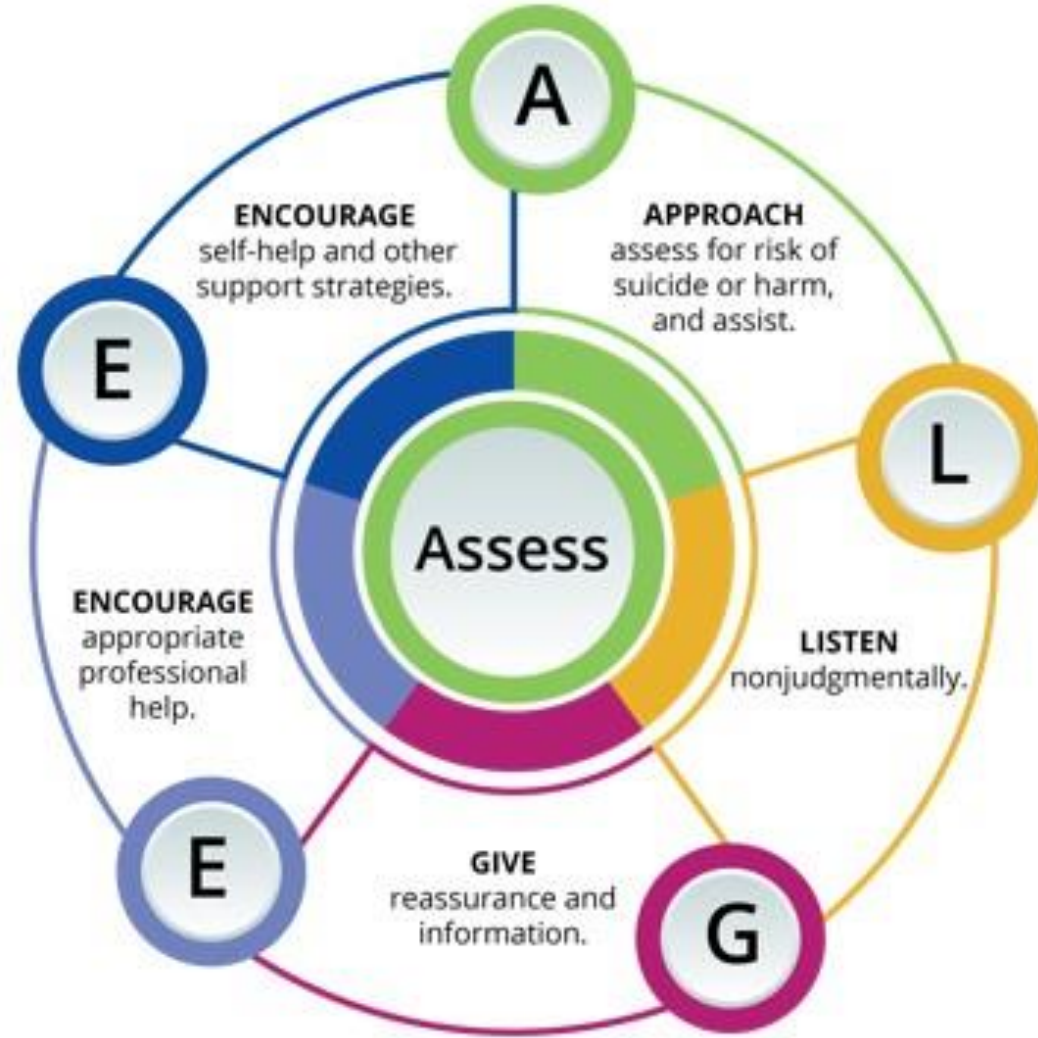 A
APPROACH
assess for risk of
suicide or harm,
and assist.
L
LISTEN
nonjudgmentally.
G
GIVE
reassurance and
information.
E
ENCOURAGE
appropriate
professional
help.
E
ENCOURAGE
self-help and other
support strategies.
Assess